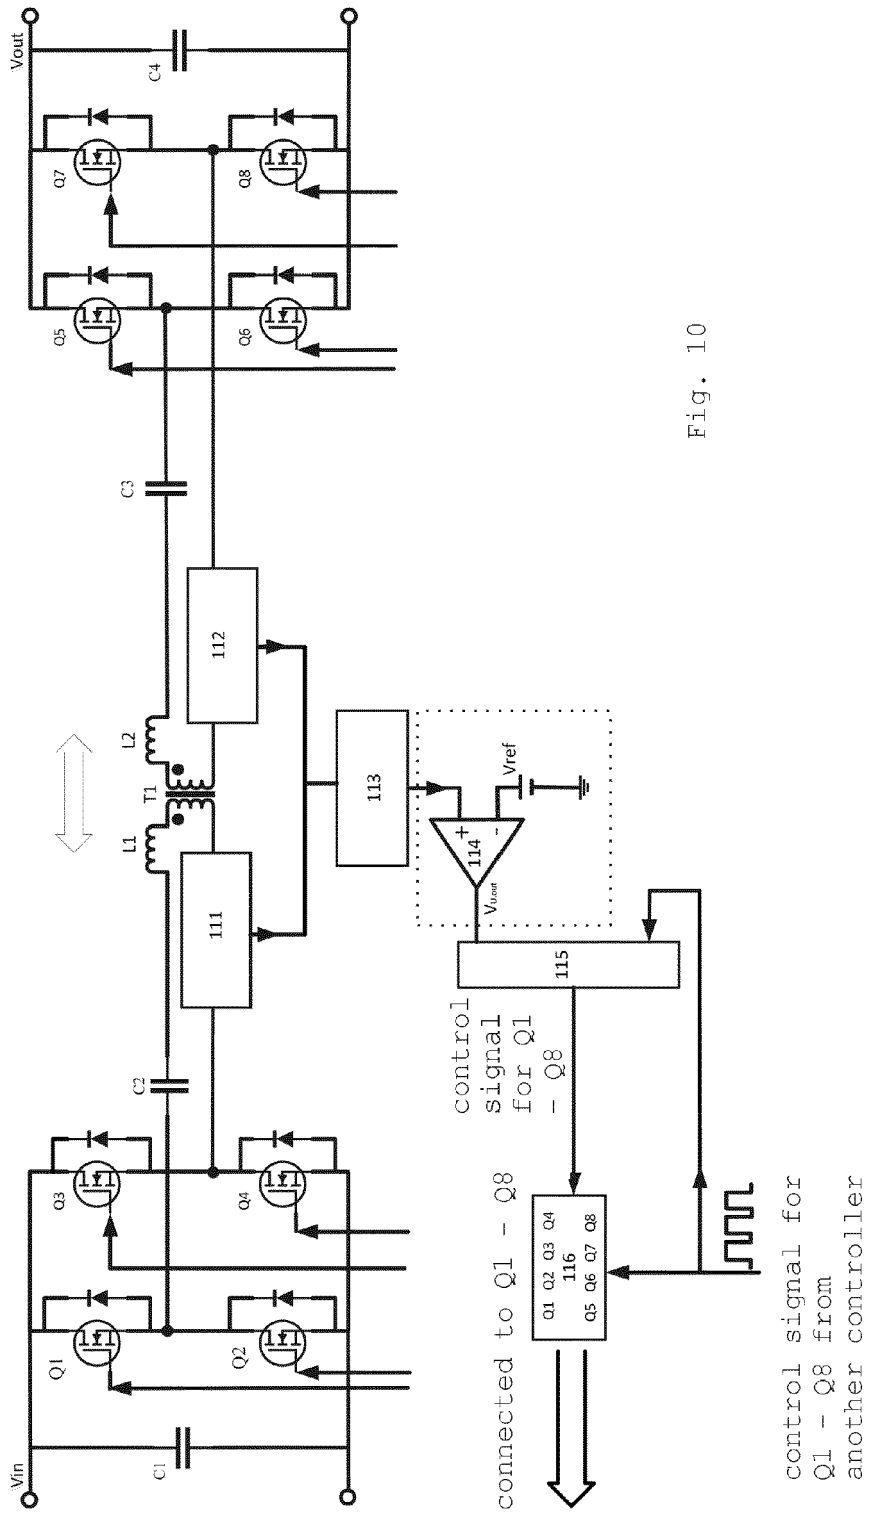 Vin
Vout
C1
Q1
Q2
Q3
Q4
C2
L1
T1
L2
C3
Q5
Q6
Q7
Q8
C4
111
112
113
114
+
-
Vref
VU.out
115
control
signal
for Q1
- Q8
connected to Q1 - Q8
Q1 Q2 Q3 Q4
116
Q5 Q6 Q7 Q8
control signal for
Q1 - Q8 from
another controller
Fig. 10